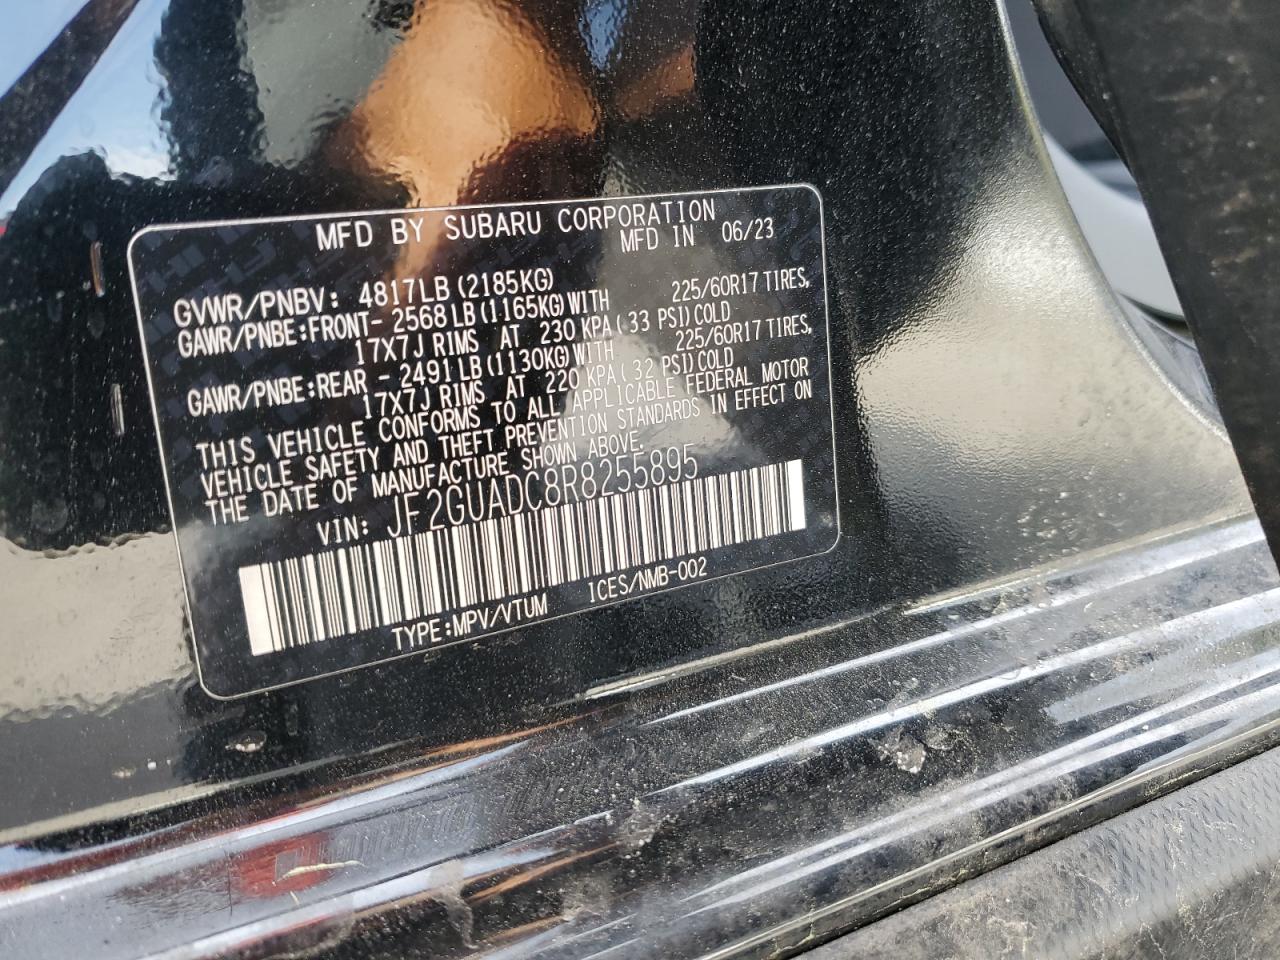 MFD BY SUBARU CORPORATION
MFD IN 06/23
GVWR/PNBV: 4817LB (2185KG)
GAWR/PNBE:FRONT- 2568 LB (1165KG) WITH 225/60R17 TIRES,
17X7J RIMS AT 230 KPA ( 33 PSI) COLD
GAWR/PNBE:REAR - 2491 LB (1130KG) WITH 225/60R17 TIRES,
17X7J RIMS AT 220 KPA ( 32 PSI) COLD
THIS VEHICLE CONFORMS TO ALL APPLICABLE FEDERAL MOTOR
VEHICLE SAFETY AND THEFT PREVENTION STANDARDS IN EFFECT ON
THE DATE OF MANUFACTURE SHOWN ABOVE.
VIN: JF2GUADC8R8255895
TYPE:MPV/VTUM ICES/NMB-002